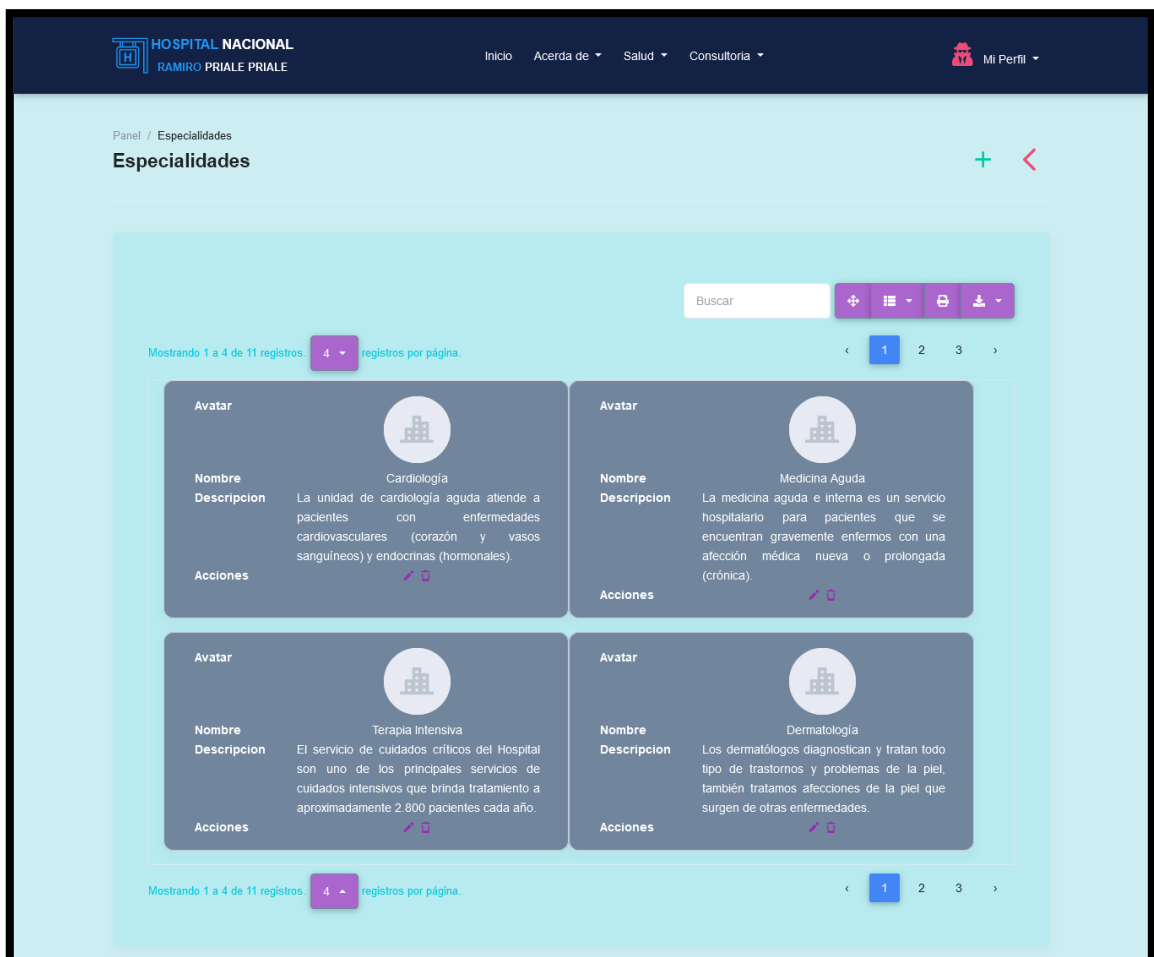 HOSPITAL NACIONAL
RAMIRO PRIALE PRIALE
H
Inicio Acerda de Salud Consultoria Mi Perfil
Panel / Especialidades
Especialidades
Buscar
Mostrando 1 a 4 de 11 registros. 4 registros por página.
‹ 1 2 3 ›
Avatar
Nombre Cardiología
Descripcion La unidad de cardiología aguda atiende a
pacientes con enfermedades
cardiovasculares (corazón y vasos
sanguíneos) y endocrinas (hormonales).
Acciones
Avatar
Nombre Medicina Aguda
Descripcion La medicina aguda e interna es un servicio
hospitalario para pacientes que se
encuentran gravemente enfermos con una
afección médica nueva o prolongada
(crónica).
Acciones
Avatar
Nombre Terapia Intensiva
Descripcion El servicio de cuidados críticos del Hospital
son uno de los principales servicios de
cuidados intensivos que brinda tratamiento a
aproximadamente 2.800 pacientes cada año.
Acciones
Avatar
Nombre Dermatología
Descripcion Los dermatólogos diagnostican y tratan todo
tipo de trastornos y problemas de la piel,
también tratamos afecciones de la piel que
surgen de otras enfermedades.
Acciones
Mostrando 1 a 4 de 11 registros. 4 registros por página.
‹ 1 2 3 ›